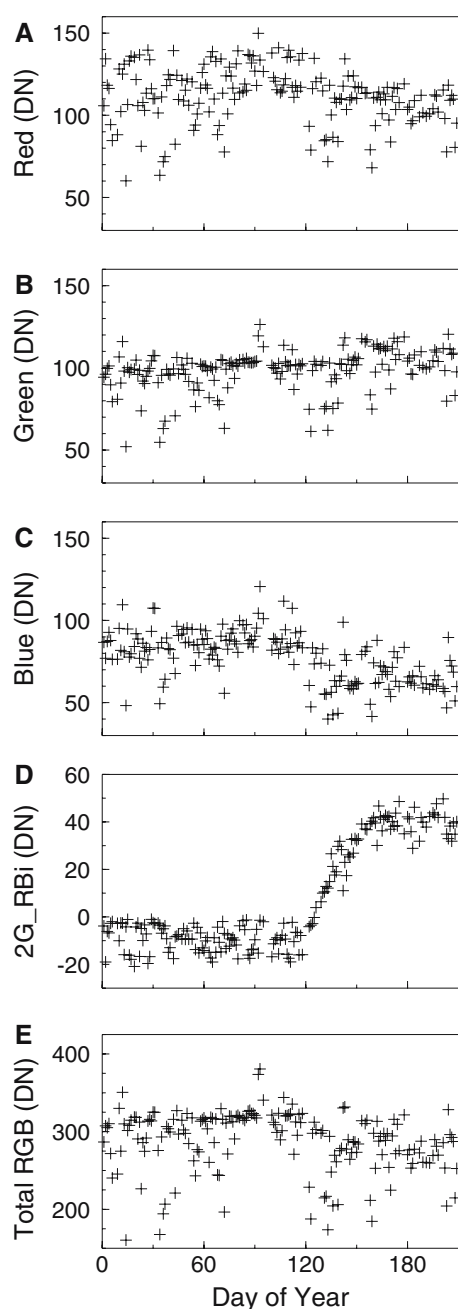 A
Red (DN)
150
100
50
B
Green (DN)
150
100
50
C
Blue (DN)
150
100
50
D
2G_RBi (DN)
60
40
20
0
-20
E
Total RGB (DN)
400
300
200
0
60
120
180
Day of Year